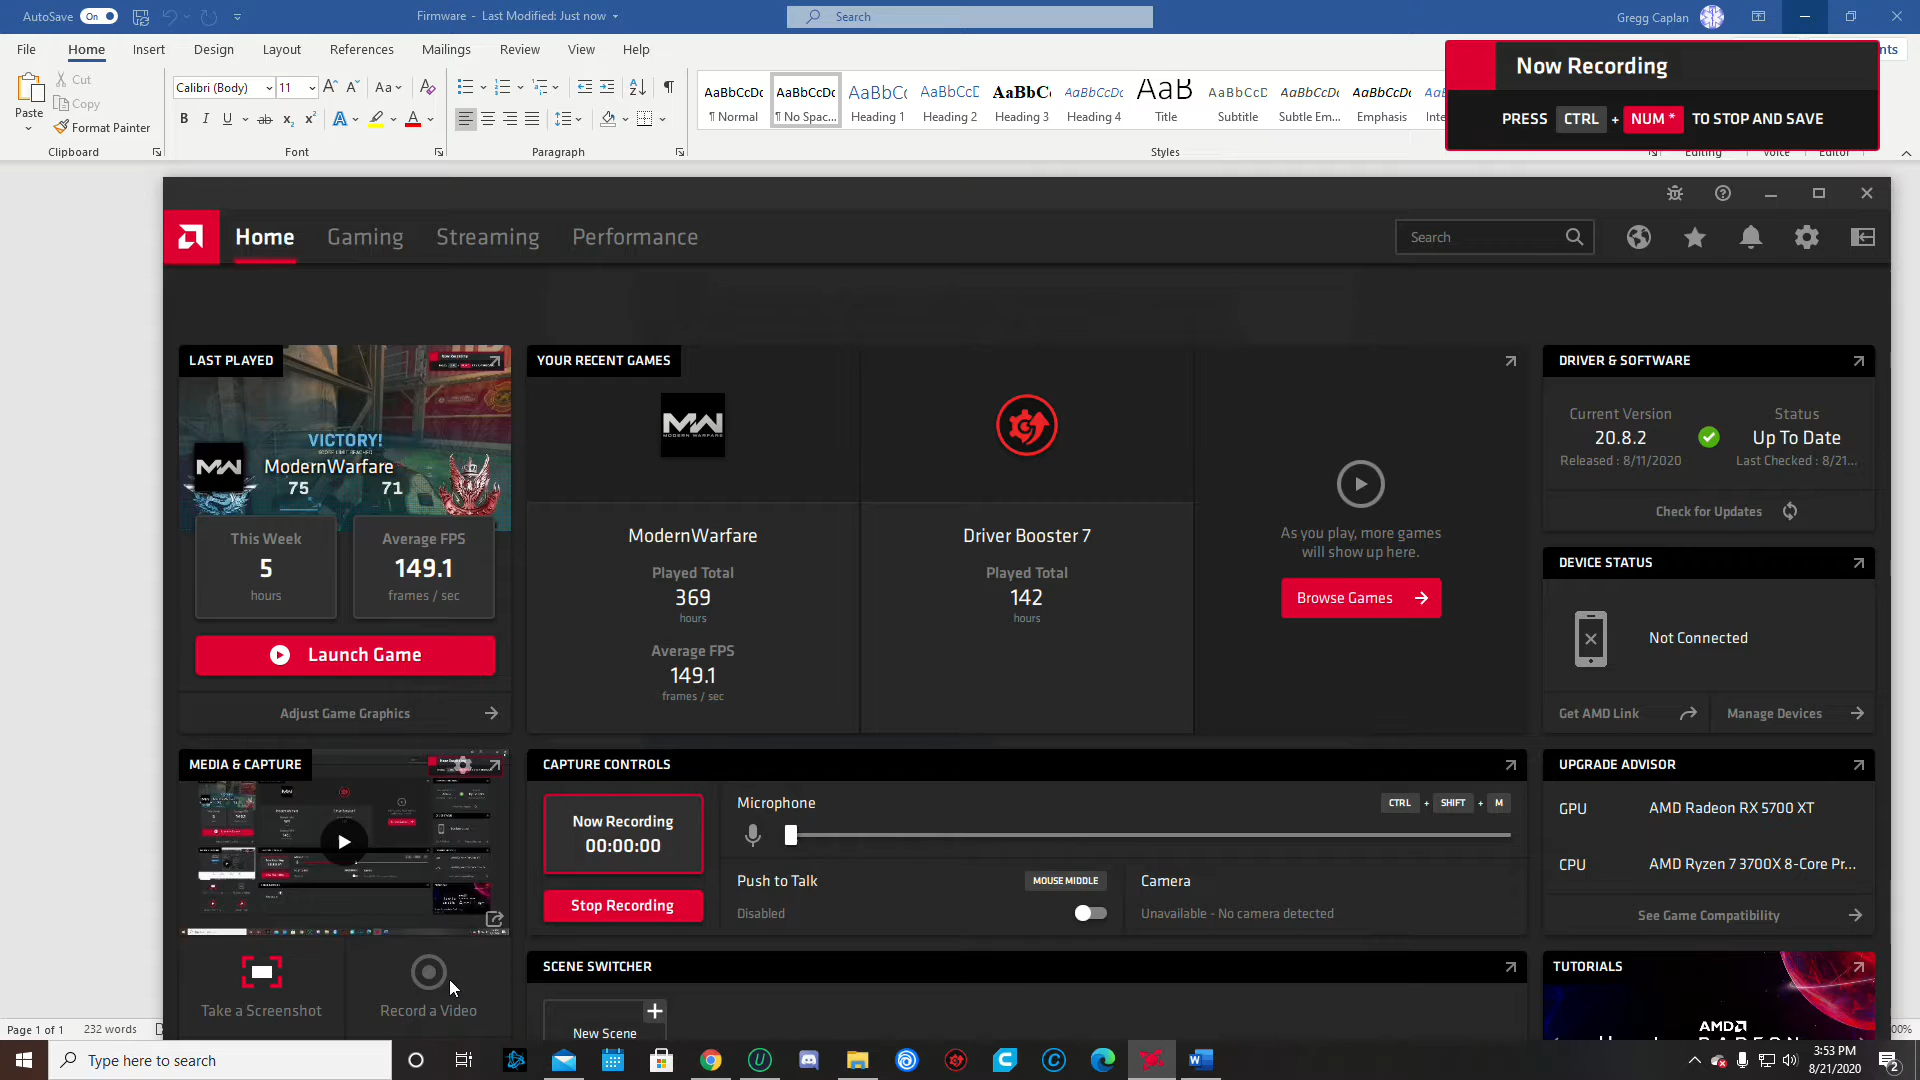 AutoSave On
Firmware - Last Modified: Just now
Search
Gregg Caplan
File Home Insert Design Layout References Mailings Review View Help
Paste
Cut
Copy
Format Painter
Clipboard
Calibri (Body) 11
Font
Paragraph
AaBbCcDc AaBbCcDc AaBbCc AaBbCcD AaBbC AaBbCcDc AaB AaBbCcD AaBbCcDc AaBbCcDc
¶ Normal ¶ No Spac... Heading 1 Heading 2 Heading 3 Heading 4 Title Subtitle Subtle Em... Emphasis
Styles
Now Recording
PRESS CTRL + NUM * TO STOP AND SAVE
Home Gaming Streaming Performance
Search
LAST PLAYED
VICTORY!
ModernWarfare
75 71
This Week
5
hours
Average FPS
149.1
frames / sec
Launch Game
Adjust Game Graphics
YOUR RECENT GAMES
MW
MODERN WARFARE
ModernWarfare
Played Total
369
hours
Average FPS
149.1
frames / sec
Driver Booster 7
Played Total
142
hours
As you play, more games
will show up here.
Browse Games
DRIVER & SOFTWARE
Current Version
20.8.2
Released : 8/11/2020
Status
Up To Date
Last Checked : 8/21...
Check for Updates
DEVICE STATUS
Not Connected
Get AMD Link
Manage Devices
MEDIA & CAPTURE
Take a Screenshot
Record a Video
CAPTURE CONTROLS
Now Recording
00:00:00
Stop Recording
Microphone
CTRL + SHIFT + M
Push to Talk
MOUSE MIDDLE
Disabled
Camera
Unavailable - No camera detected
SCENE SWITCHER
New Scene
UPGRADE ADVISOR
GPU AMD Radeon RX 5700 XT
CPU AMD Ryzen 7 3700X 8-Core Pr...
See Game Compatibility
TUTORIALS
AMD
Page 1 of 1 232 words
Type here to search
3:53 PM
8/21/2020
2